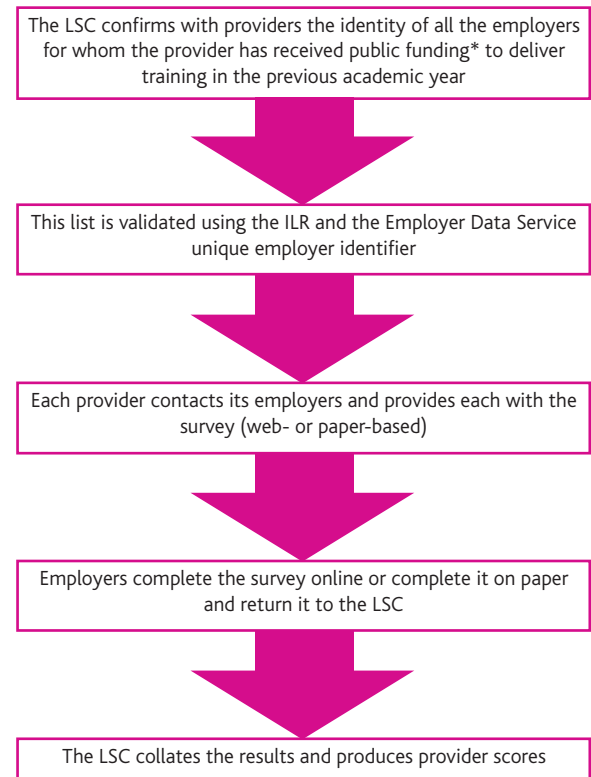 The LSC confirms with providers the identity of all the employers
for whom the provider has received public funding* to deliver
training in the previous academic year
This list is validated using the ILR and the Employer Data Service
unique employer identifier
Each provider contacts its employers and provides each with the
survey (web- or paper-based)
Employers complete the survey online or complete it on paper
and return it to the LSC
The LSC collates the results and produces provider scores